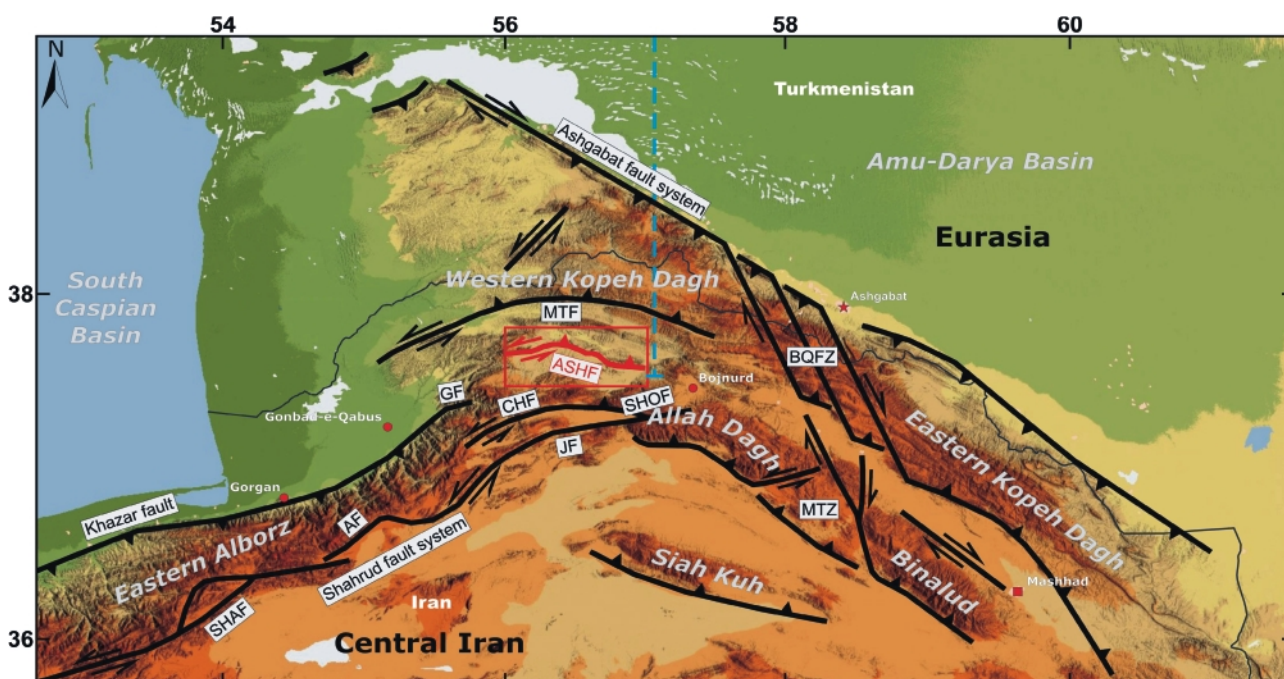 54
56
58
60
N
Turkmenistan
Ashgabat fault system
Amu-Darya Basin
Eurasia
South
Caspian
Basin
38
Western Kopeh Dagh
Ashgabat
MTF
BQFZ
ASHF
Bojnurd
GF
CHF
SHOF
Gonbad-e-Qabus
Allah Dagh
Eastern Kopeh Dagh
JF
Gorgan
Khazar fault
AF
MTZ
Eastern Alborz
Shahrud fault system
Siah Kuh
Binalud
Mashhad
SHAF
Iran
36
Central Iran